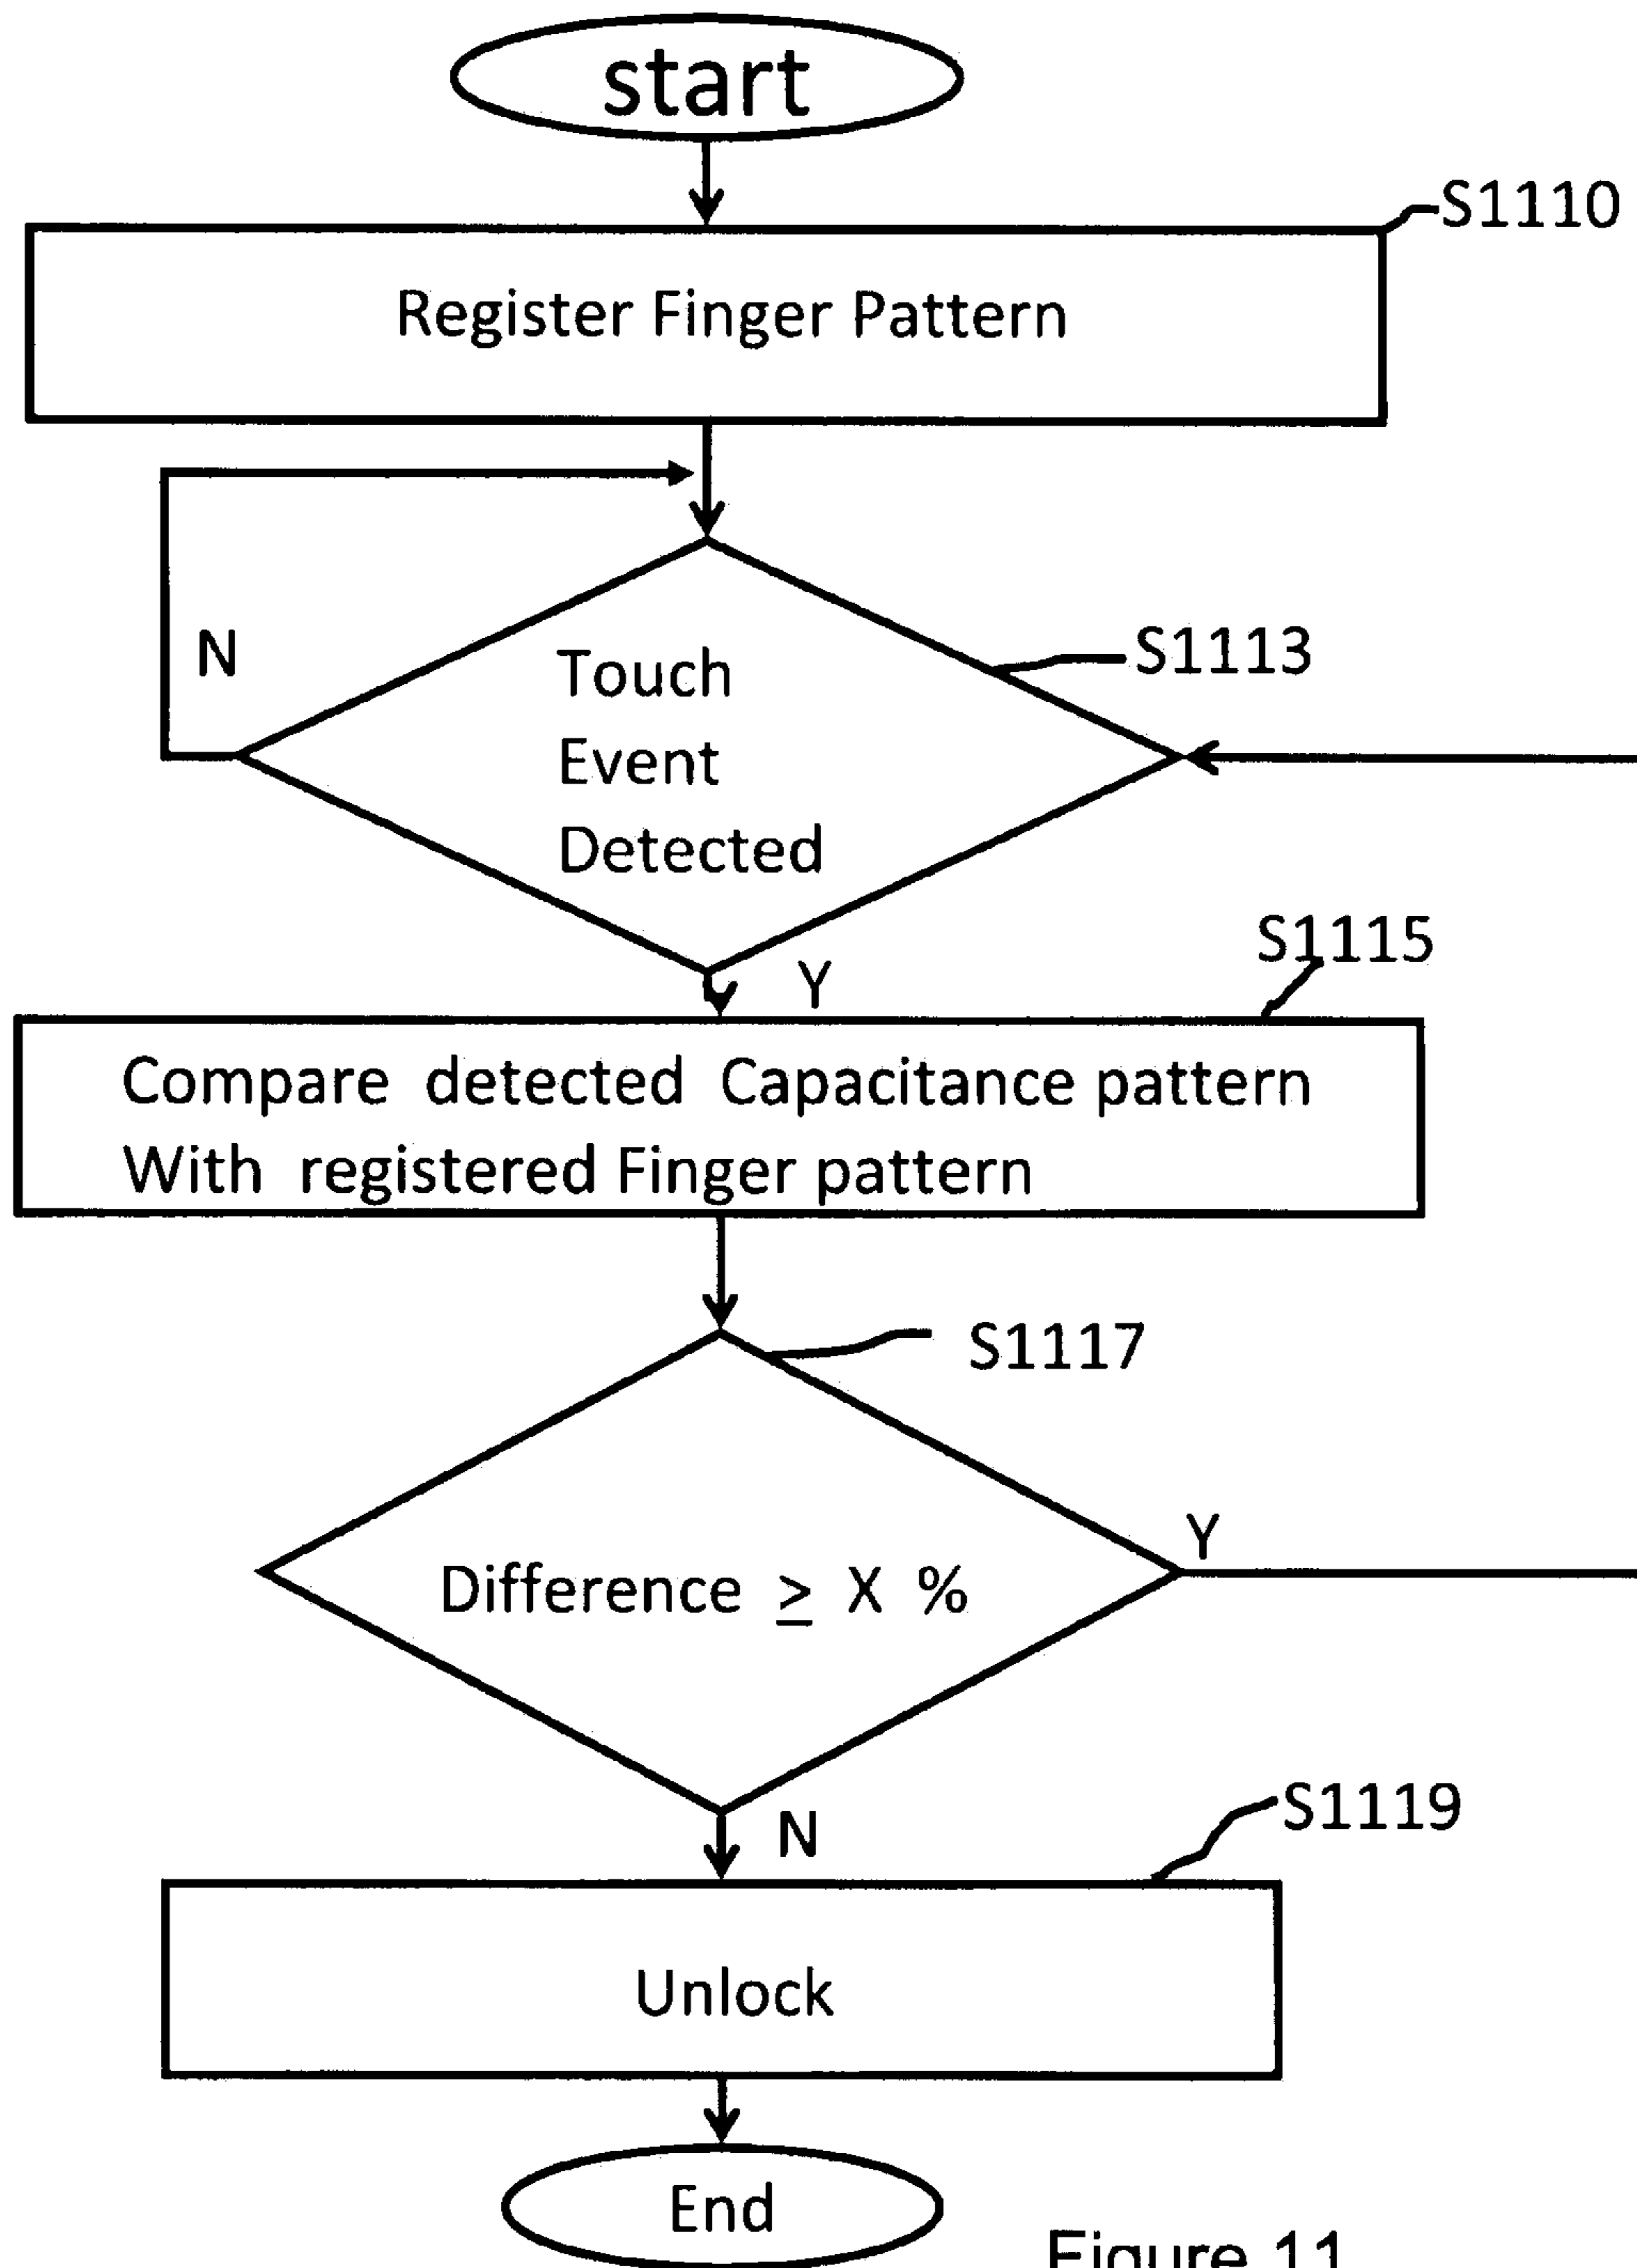 start
S1110
Register Finger Pattern
N
Touch
S1113
Event
Detected
S1115
Y
Compare detected Capacitance pattern
With registered Finger pattern
S1117
Y
Difference ≥ X %
N
S1119
Unlock
End
Figure 11